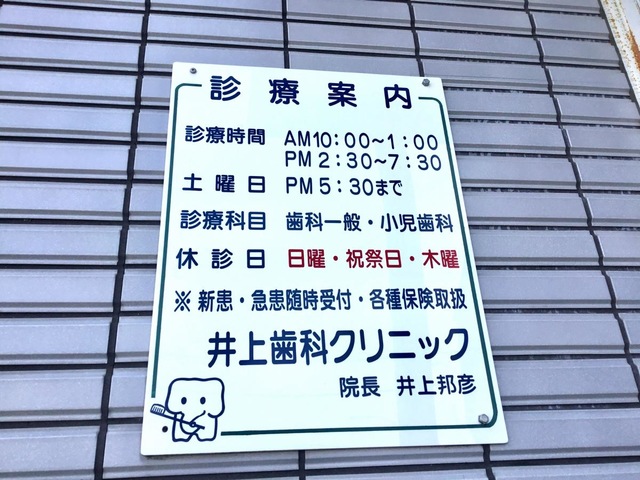 診療案内
診療時間 AM10:00〜1:00
PM2:30〜7:30
土曜日 PM5:30まで
診療科目 歯科一般・小児歯科
休診日 日曜・祝祭日・木曜
※新患・急患随時受付・各種保険取扱
井上歯科クリニック
院長 井上邦彦